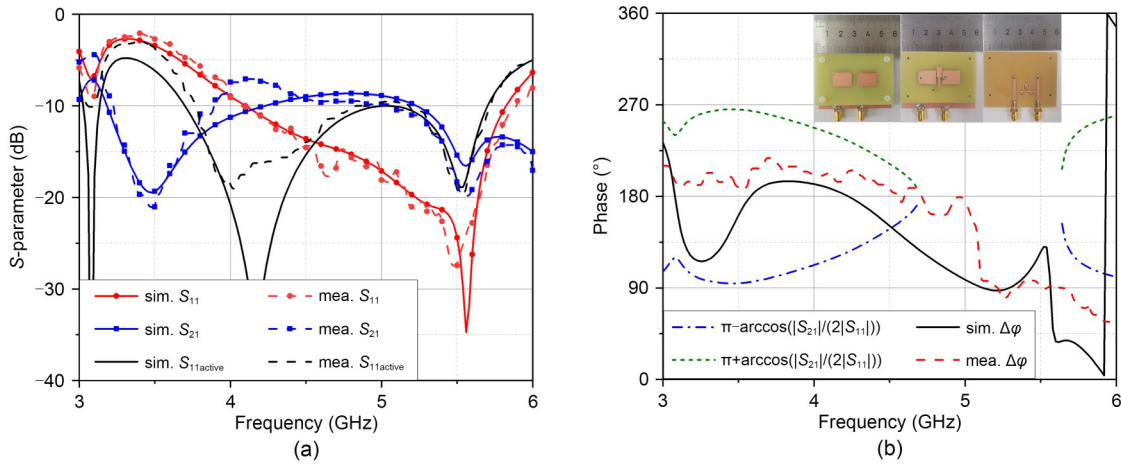 0
−10
−20
−30
−40
S-parameter (dB)
sim. S11
mea. S11
sim. S21
mea. S21
sim. S11active
mea. S11active
3
4
5
6
Frequency (GHz)
(a)
360
270
180
90
0
Phase (°)
1 2 3 4 5 6
1 2 3 4 5 6
1 2 3 4 5 6
π−arccos(|S21|/(2|S11|))
sim. Δφ
π+arccos(|S21|/(2|S11|))
mea. Δφ
3
4
5
6
Frequency (GHz)
(b)